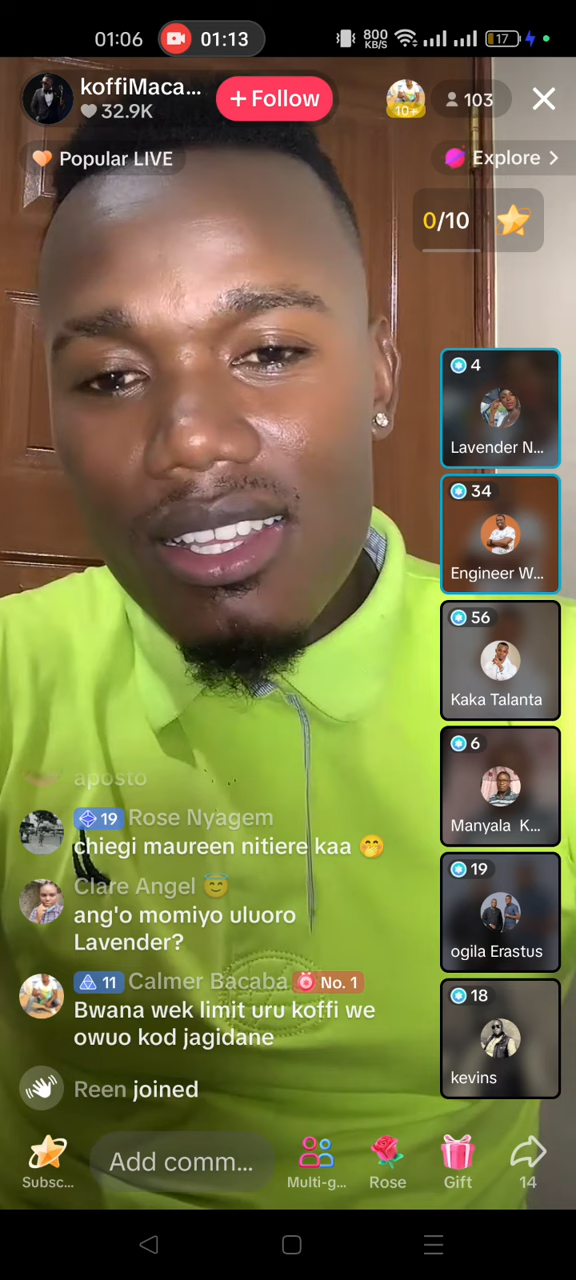 01:06
01:13
800 KB/S
17
koffiMaca...
32.9K
+ Follow
10+
103
Popular LIVE
Explore >
0/10
4
Lavender N...
34
Engineer W...
56
Kaka Talanta
6
Manyala K...
19
ogila Erastus
18
kevins
aposto
19 Rose Nyagem
chiegi maureen nitiere kaa 🤭
Clare Angel 😇
ang'o momiyo uluoro
Lavender?
11 Calmer Bacaba No. 1
Bwana wek limit uru koffi we
owuo kod jagidane
Reen joined
Subsc...
Add comm...
Multi-g...
Rose
Gift
14